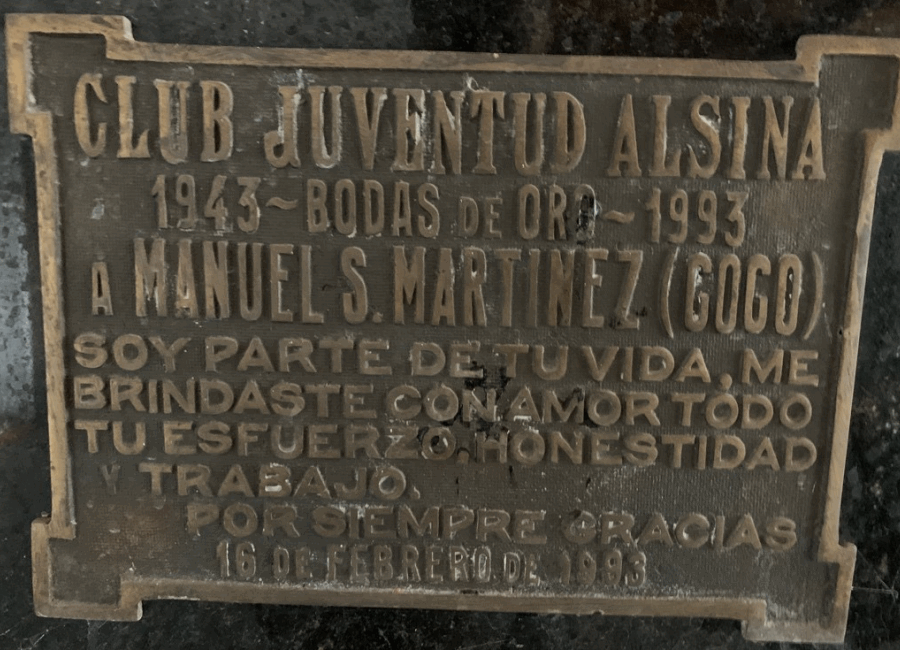 CLUB JUVENTUD ALSINA
1943 ~ BODAS DE ORO ~ 1993
A MANUEL S. MARTINEZ (GOGO)
SOY PARTE DE TU VIDA, ME
BRINDASTE CON AMOR TODO
TU ESFUERZO, HONESTIDAD
Y TRABAJO.
POR SIEMPRE GRACIAS
16 DE FEBRERO DE 1993